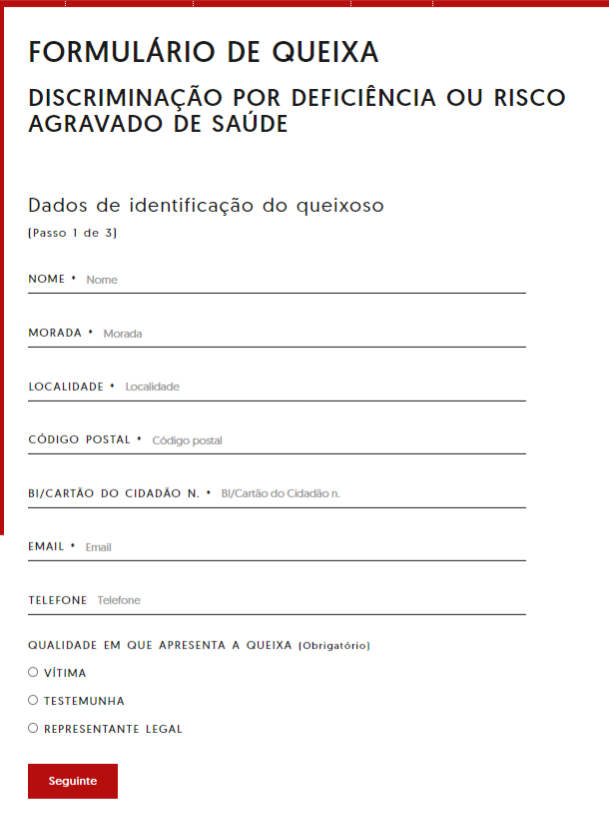 FORMULÁRIO DE QUEIXA
DISCRIMINAÇÃO POR DEFICIÊNCIA OU RISCO
AGRAVADO DE SAÚDE
Dados de identificação do queixoso
(Passo 1 de 3)
NOME * Nome
MORADA * Morada
LOCALIDADE * Localidade
CÓDIGO POSTAL * Código postal
BI/CARTÃO DO CIDADÃO N. * BI/Cartão do Cidadão n.
EMAIL * Email
TELEFONE Telefone
QUALIDADE EM QUE APRESENTA A QUEIXA (Obrigatório)
VÍTIMA
TESTEMUNHA
REPRESENTANTE LEGAL
Seguinte